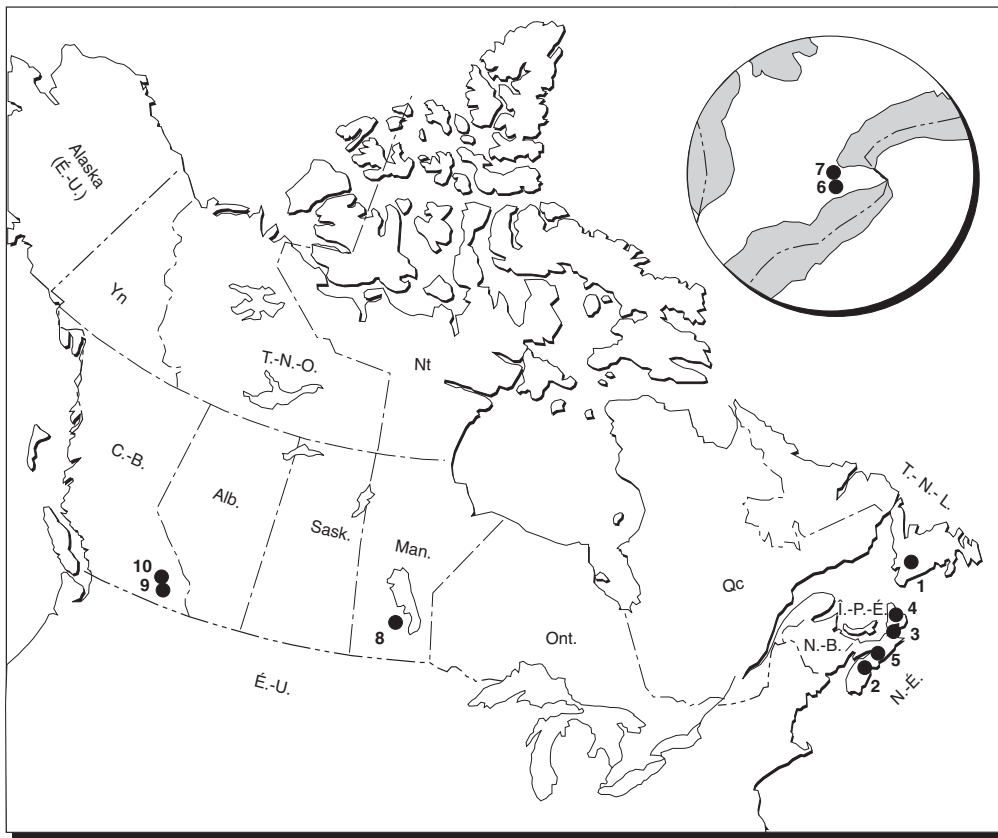 Alaska
(É.-U.)
Yn
T.-N.-O.
Nt
C.-B.
Alb.
Sask.
Man.
Ont.
Qc
T.-N.-L.
Î.-P.-É.
N.-B.
N.-É.
É.-U.
7
6
10
9
8
1
4
3
5
2